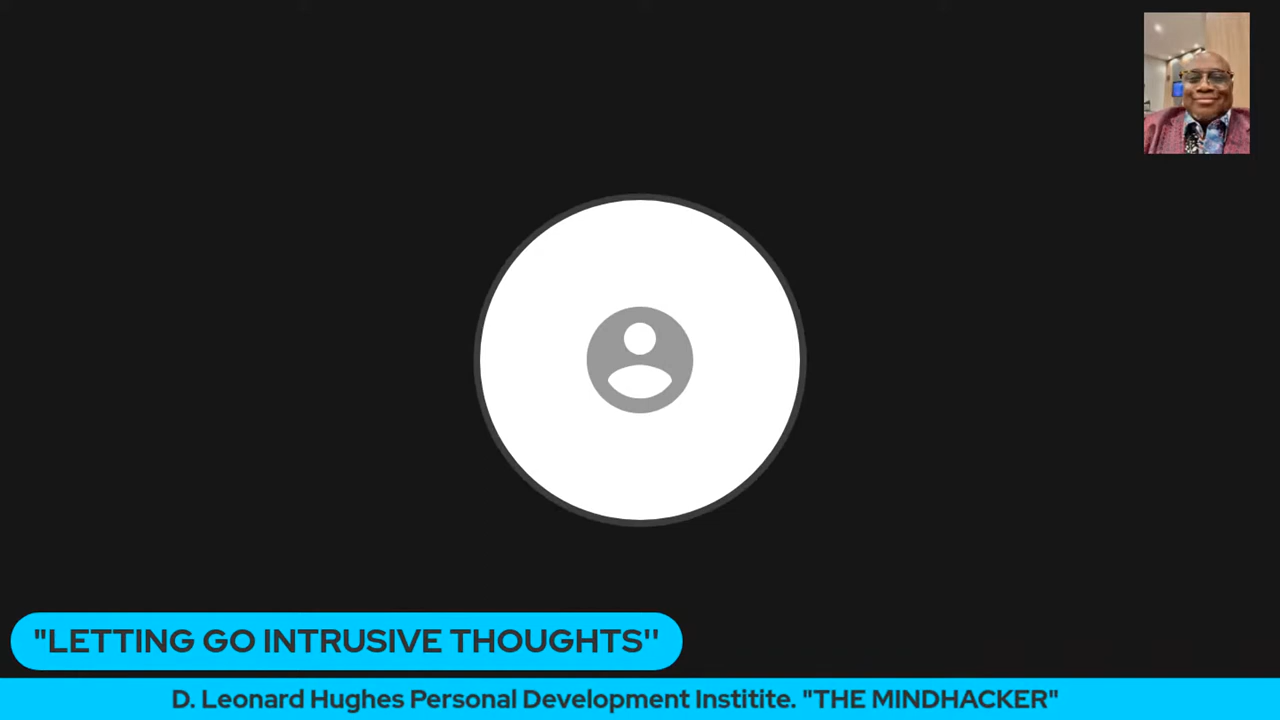 "LETTING GO INTRUSIVE THOUGHTS''
D. Leonard Hughes Personal Development Institite. "THE MINDHACKER"